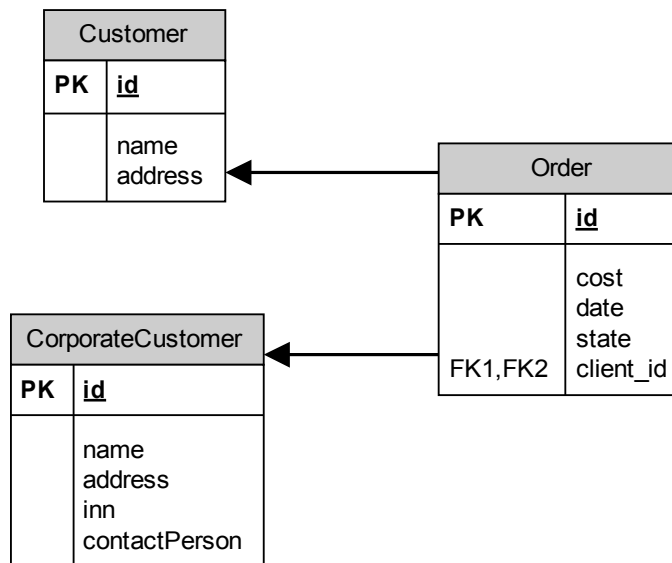 Customer
PK id
name
address
Order
PK id
cost
date
state
FK1,FK2 client_id
CorporateCustomer
PK id
name
address
inn
contactPerson